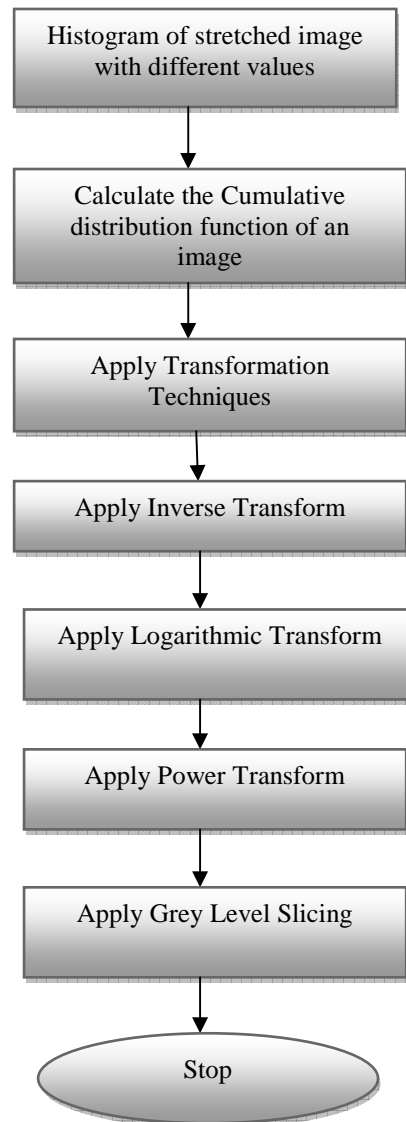 Histogram of stretched image
with different values
Calculate the Cumulative
distribution function of an
image
Apply Transformation
Techniques
Apply Inverse Transform
Apply Logarithmic Transform
Apply Power Transform
Apply Grey Level Slicing
Stop